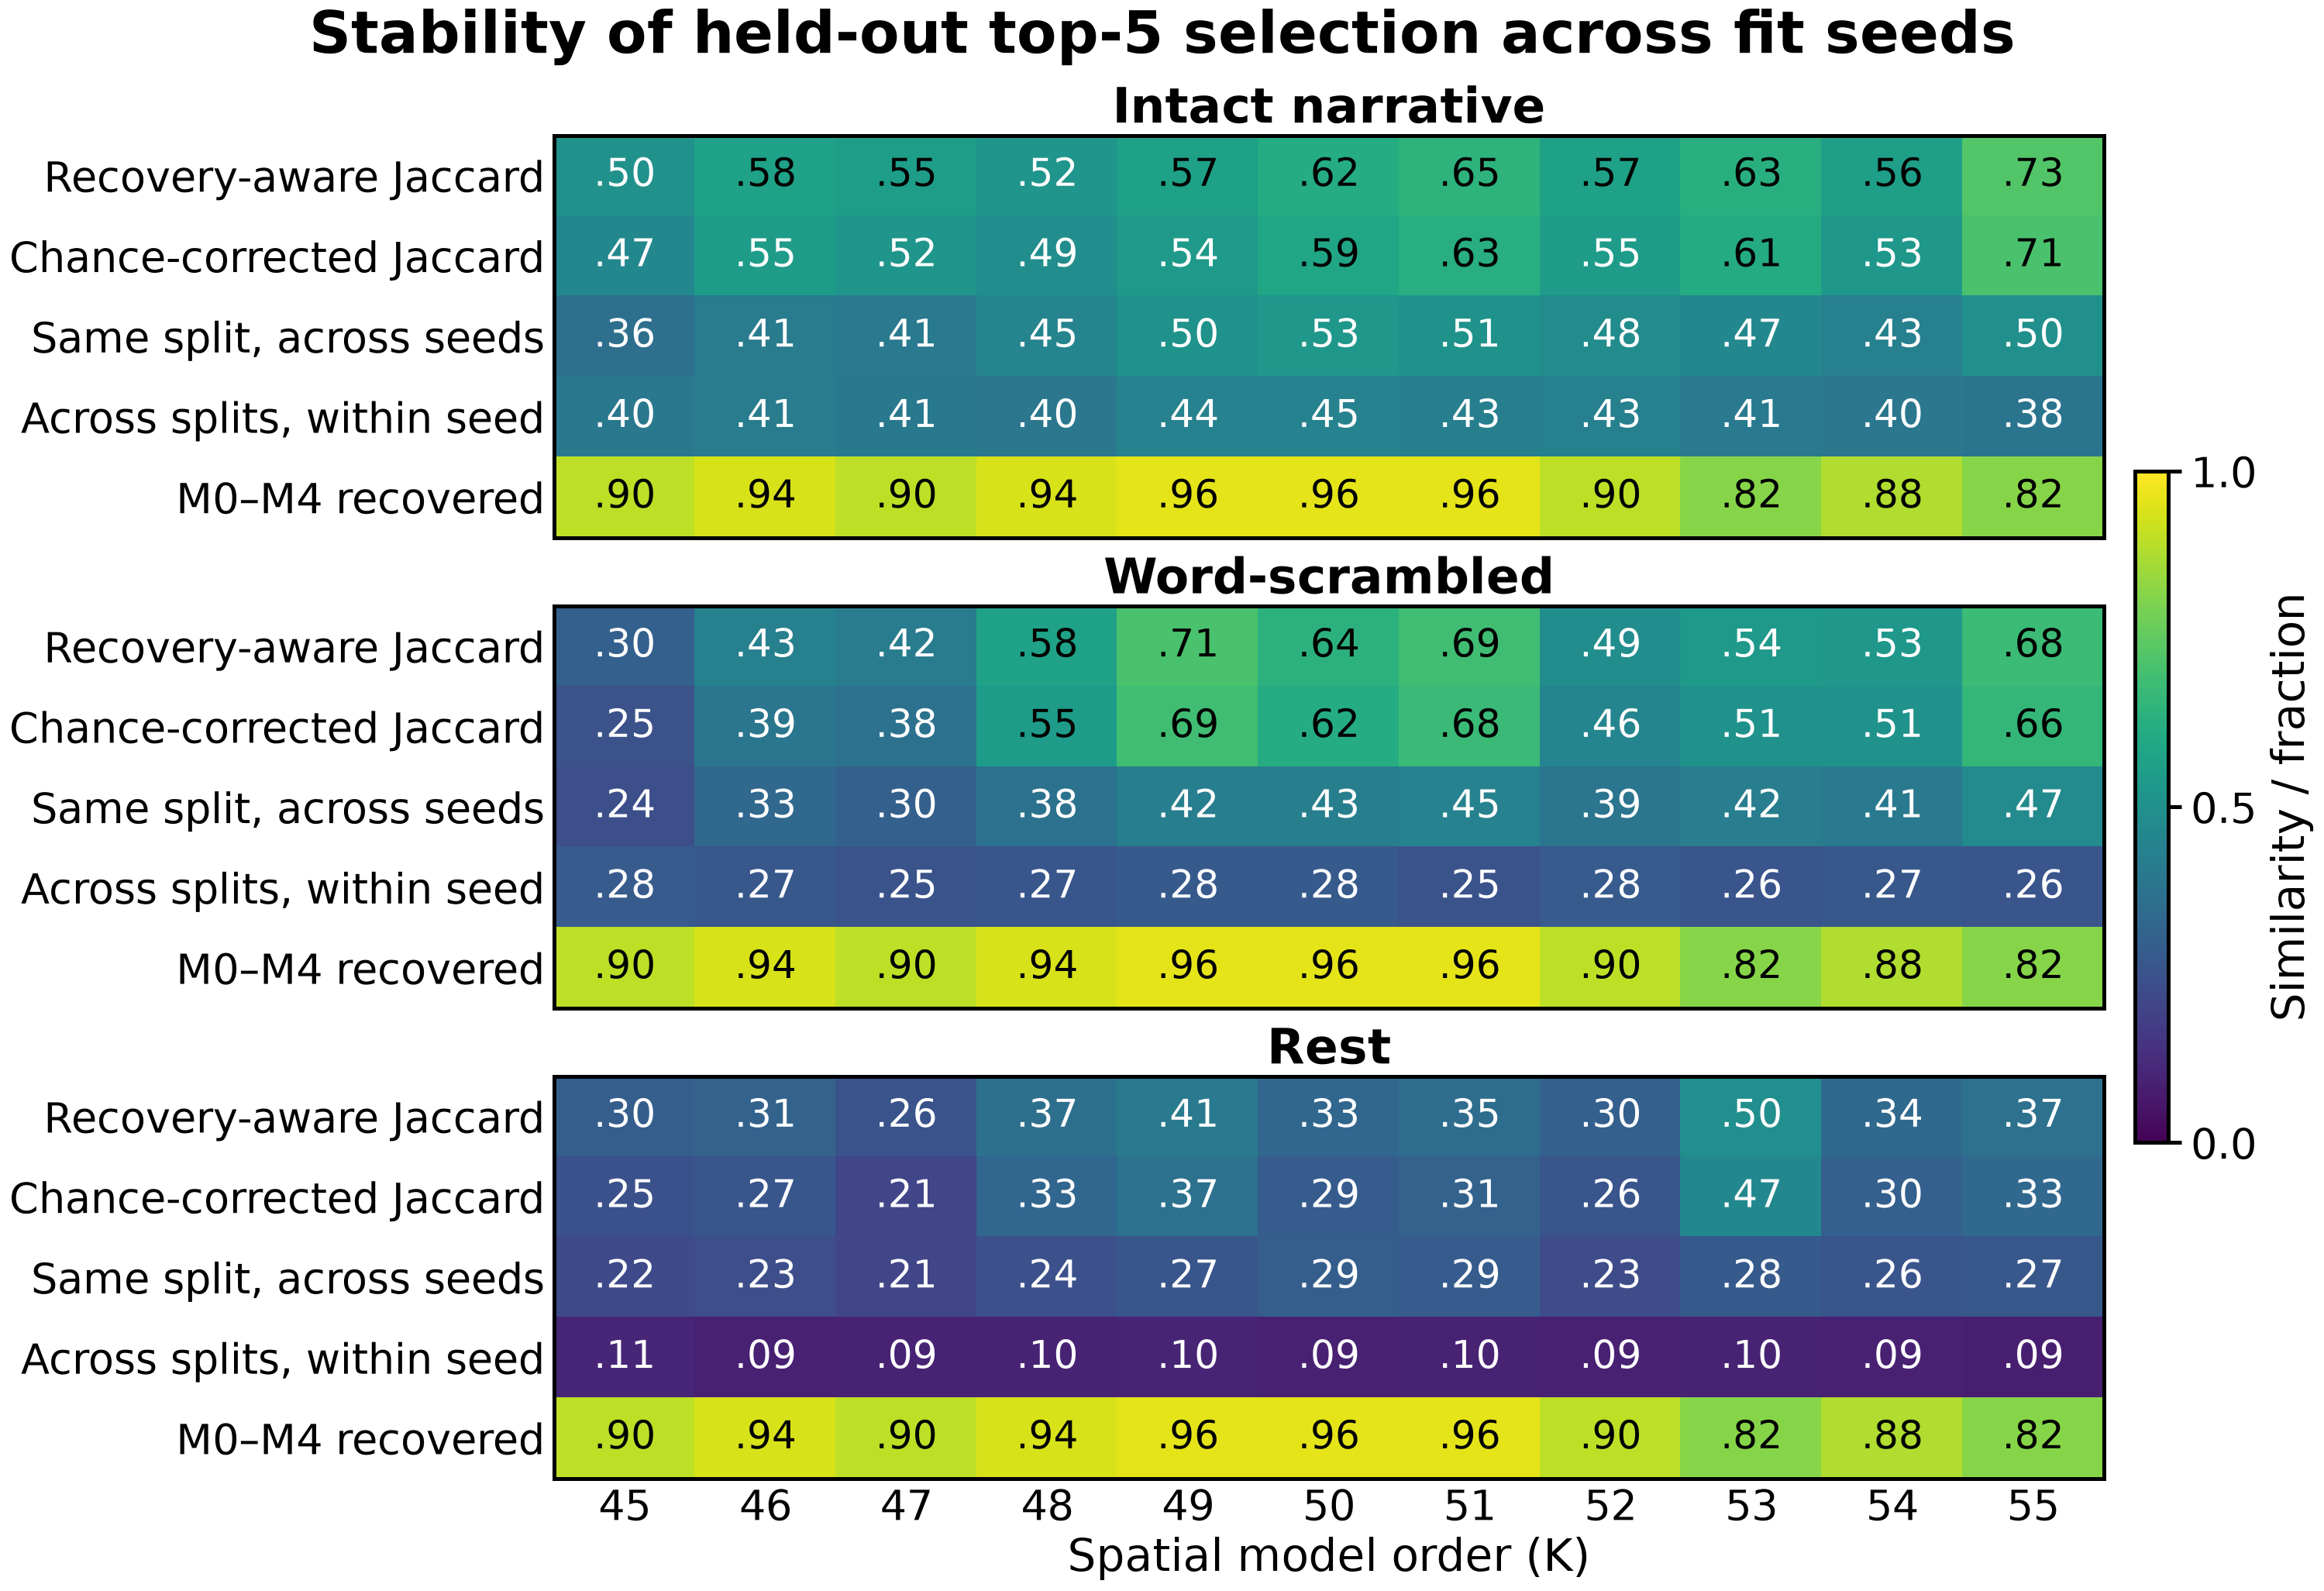 Stability of held-out top-5 selection across fit seeds
Intact narrative
Recovery-aware Jaccard .50 .58 .55 .52 .57 .62 .65 .57 .63 .56 .73
Chance-corrected Jaccard .47 .55 .52 .49 .54 .59 .63 .55 .61 .53 .71
Same split, across seeds .36 .41 .41 .45 .50 .53 .51 .48 .47 .43 .50
Across splits, within seed .40 .41 .41 .40 .44 .45 .43 .43 .41 .40 .38
M0–M4 recovered .90 .94 .90 .94 .96 .96 .96 .90 .82 .88 .82
Word-scrambled
Recovery-aware Jaccard .30 .43 .42 .58 .71 .64 .69 .49 .54 .53 .68
Chance-corrected Jaccard .25 .39 .38 .55 .69 .62 .68 .46 .51 .51 .66
Same split, across seeds .24 .33 .30 .38 .42 .43 .45 .39 .42 .41 .47
Across splits, within seed .28 .27 .25 .27 .28 .28 .25 .28 .26 .27 .26
M0–M4 recovered .90 .94 .90 .94 .96 .96 .96 .90 .82 .88 .82
Rest
Recovery-aware Jaccard .30 .31 .26 .37 .41 .33 .35 .30 .50 .34 .37
Chance-corrected Jaccard .25 .27 .21 .33 .37 .29 .31 .26 .47 .30 .33
Same split, across seeds .22 .23 .21 .24 .27 .29 .29 .23 .28 .26 .27
Across splits, within seed .11 .09 .09 .10 .10 .09 .10 .09 .10 .09 .09
M0–M4 recovered .90 .94 .90 .94 .96 .96 .96 .90 .82 .88 .82
45 46 47 48 49 50 51 52 53 54 55
Spatial model order (K)
1.0
0.5
0.0
Similarity / fraction